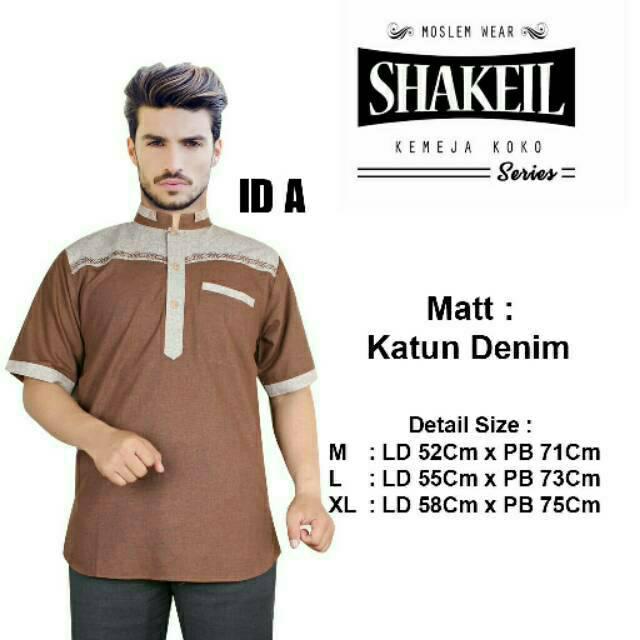 MOSLEM WEAR
SHAKEIL
KEMEJA KOKO
Series
ID A
Matt :
Katun Denim
Detail Size :
M : LD 52Cm x PB 71Cm
L : LD 55Cm x PB 73Cm
XL : LD 58Cm x PB 75Cm